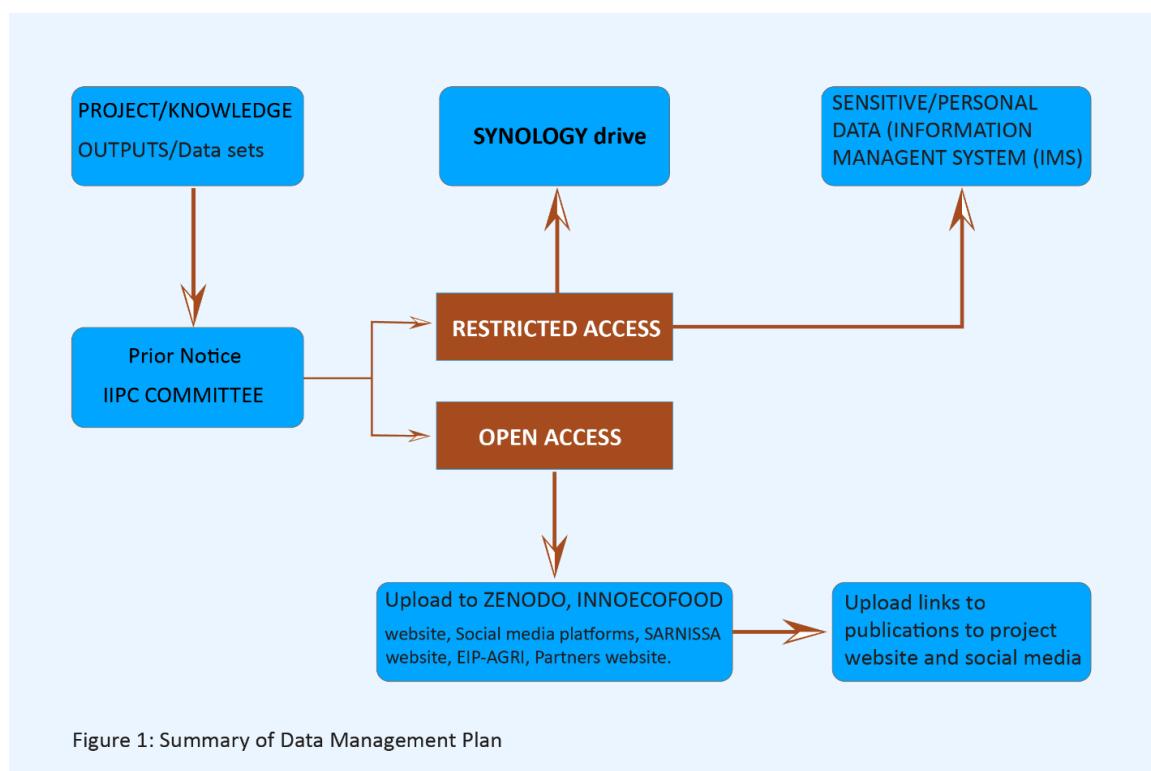 PROJECT/KNOWLEDGE
OUTPUTS/Data sets
SYNOLOGY drive
SENSITIVE/PERSONAL
DATA (INFORMATION
MANAGENT SYSTEM (IMS)
Prior Notice
IIPC COMMITTEE
RESTRICTED ACCESS
OPEN ACCESS
Upload to ZENODO, INNOECOFOOD
website, Social media platforms, SARNISSA
website, EIP-AGRI, Partners website.
Upload links to
publications to project
website and social media
Figure 1: Summary of Data Management Plan